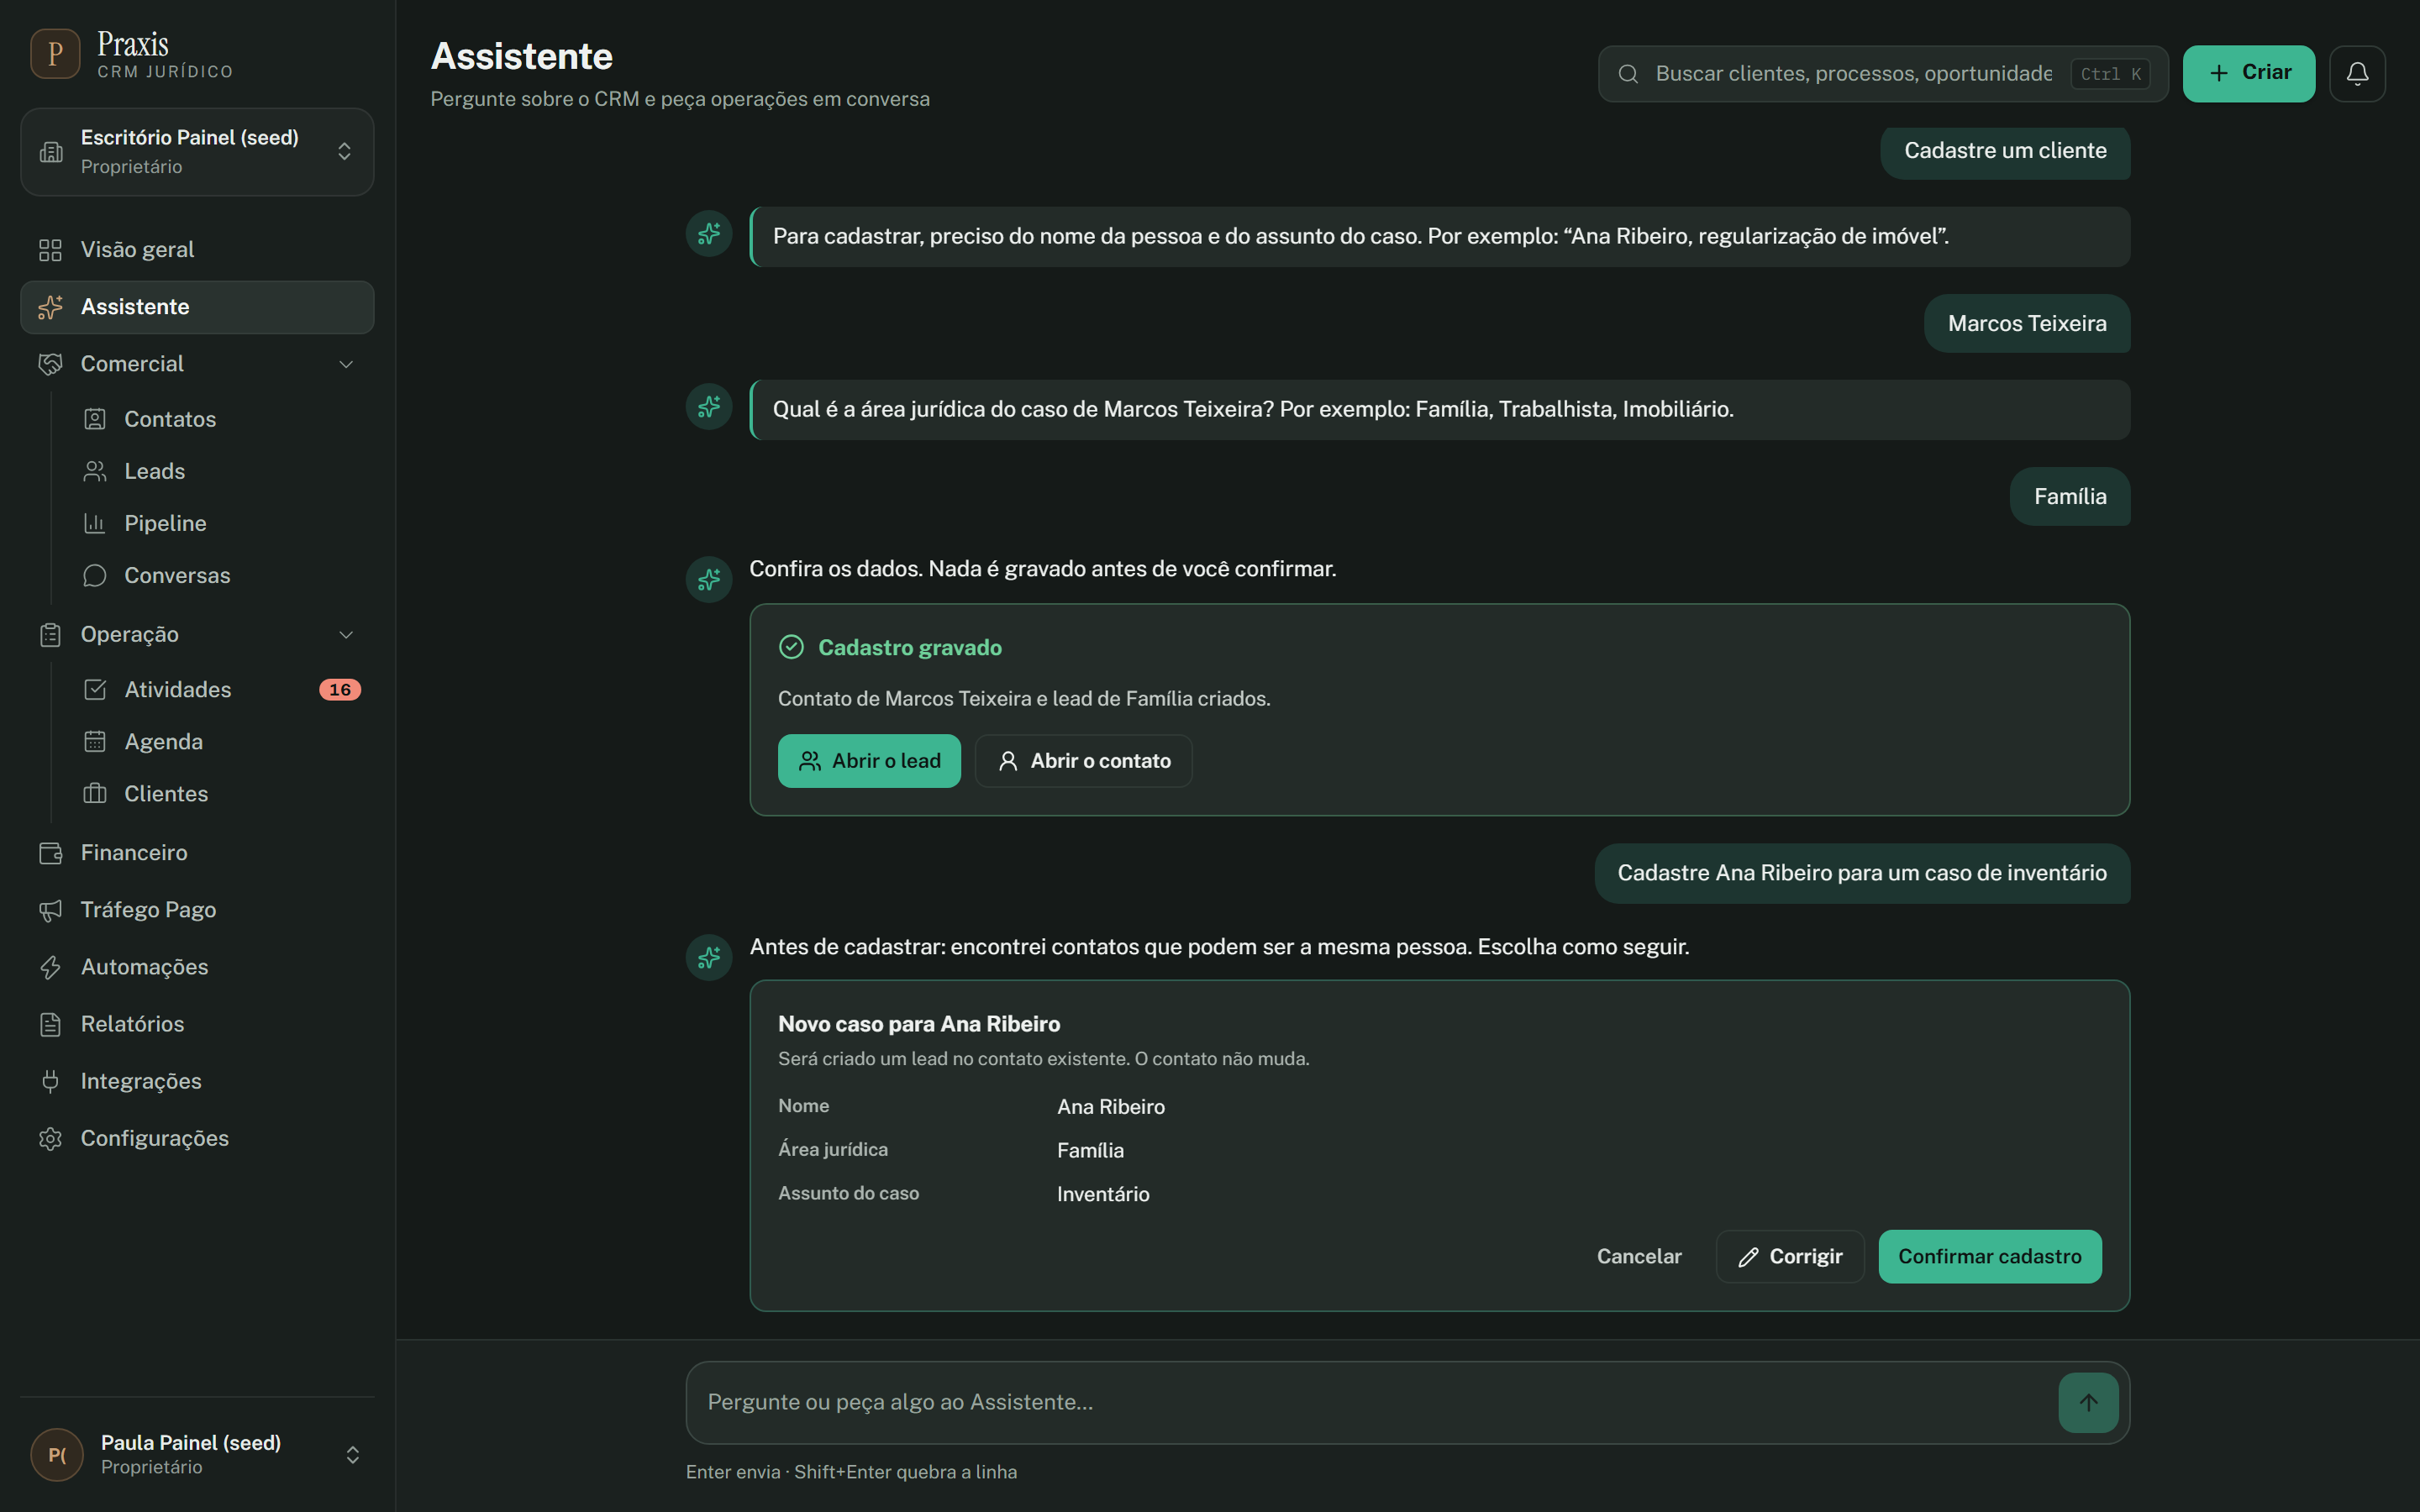 P
Praxis
CRM JURÍDICO
Escritório Painel (seed)
Proprietário
Visão geral
Assistente
Comercial
Contatos
Leads
Pipeline
Conversas
Operação
Atividades
16
Agenda
Clientes
Financeiro
Tráfego Pago
Automações
Relatórios
Integrações
Configurações
P(
Paula Painel (seed)
Proprietário
Assistente
Pergunte sobre o CRM e peça operações em conversa
Buscar clientes, processos, oportunidade
Ctrl K
Criar
Cadastre um cliente
Para cadastrar, preciso do nome da pessoa e do assunto do caso. Por exemplo: “Ana Ribeiro, regularização de imóvel”.
Marcos Teixeira
Qual é a área jurídica do caso de Marcos Teixeira? Por exemplo: Família, Trabalhista, Imobiliário.
Família
Confira os dados. Nada é gravado antes de você confirmar.
Cadastro gravado
Contato de Marcos Teixeira e lead de Família criados.
Abrir o lead
Abrir o contato
Cadastre Ana Ribeiro para um caso de inventário
Antes de cadastrar: encontrei contatos que podem ser a mesma pessoa. Escolha como seguir.
Novo caso para Ana Ribeiro
Será criado um lead no contato existente. O contato não muda.
Nome Ana Ribeiro
Área jurídica Família
Assunto do caso Inventário
Cancelar
Corrigir
Confirmar cadastro
Pergunte ou peça algo ao Assistente...
Enter envia · Shift+Enter quebra a linha